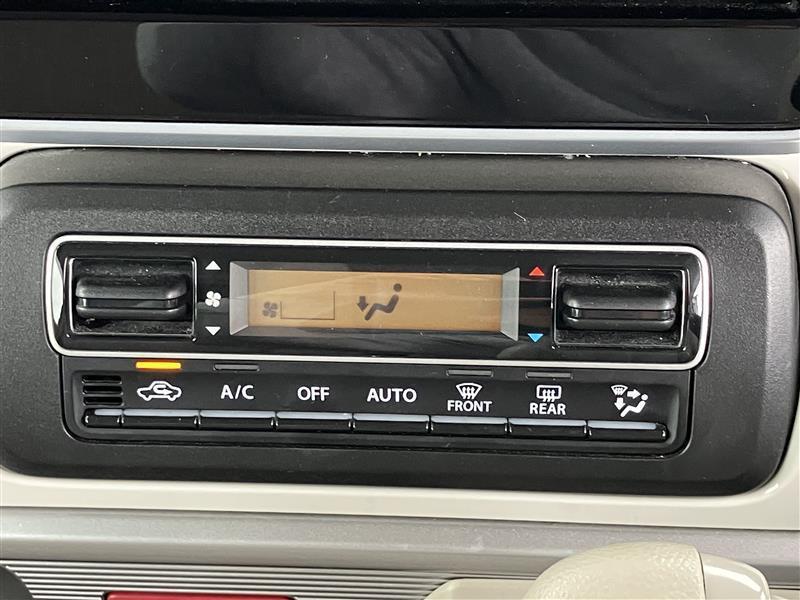 A/C OFF AUTO FRONT REAR